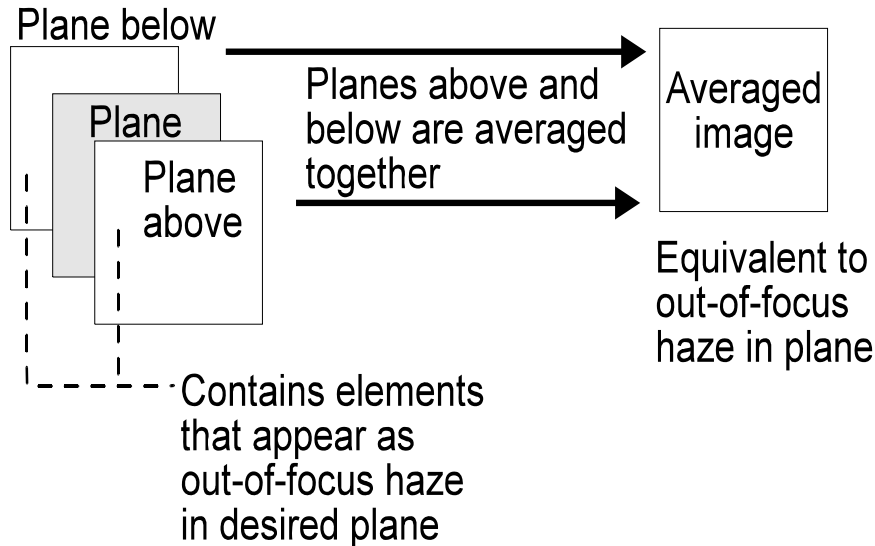 Plane below
Plane
Plane
above
Planes above and
below are averaged
together
Averaged
image
Equivalent to
out-of-focus
haze in plane
Contains elements
that appear as
out-of-focus haze
in desired plane